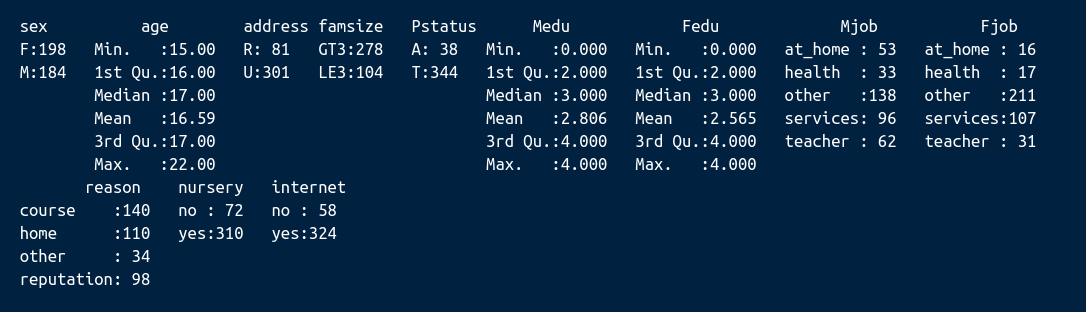 sex          age        address famsize   Pstatus      Medu            Fedu             Mjob           Fjob
F:198   Min.   :15.00   R: 81   GT3:278   A: 38   Min.   :0.000   Min.   :0.000   at_home : 53   at_home : 16
M:184   1st Qu.:16.00   U:301   LE3:104   T:344   1st Qu.:2.000   1st Qu.:2.000   health  : 33   health  : 17
        Median :17.00                             Median :3.000   Median :3.000   other   :138   other   :211
        Mean   :16.59                             Mean   :2.806   Mean   :2.565   services: 96   services:107
        3rd Qu.:17.00                             3rd Qu.:4.000   3rd Qu.:4.000   teacher : 62   teacher : 31
        Max.   :22.00                             Max.   :4.000   Max.   :4.000
       reason    nursery   internet
course    :140   no : 72   no : 58
home      :110   yes:310   yes:324
other     : 34
reputation: 98